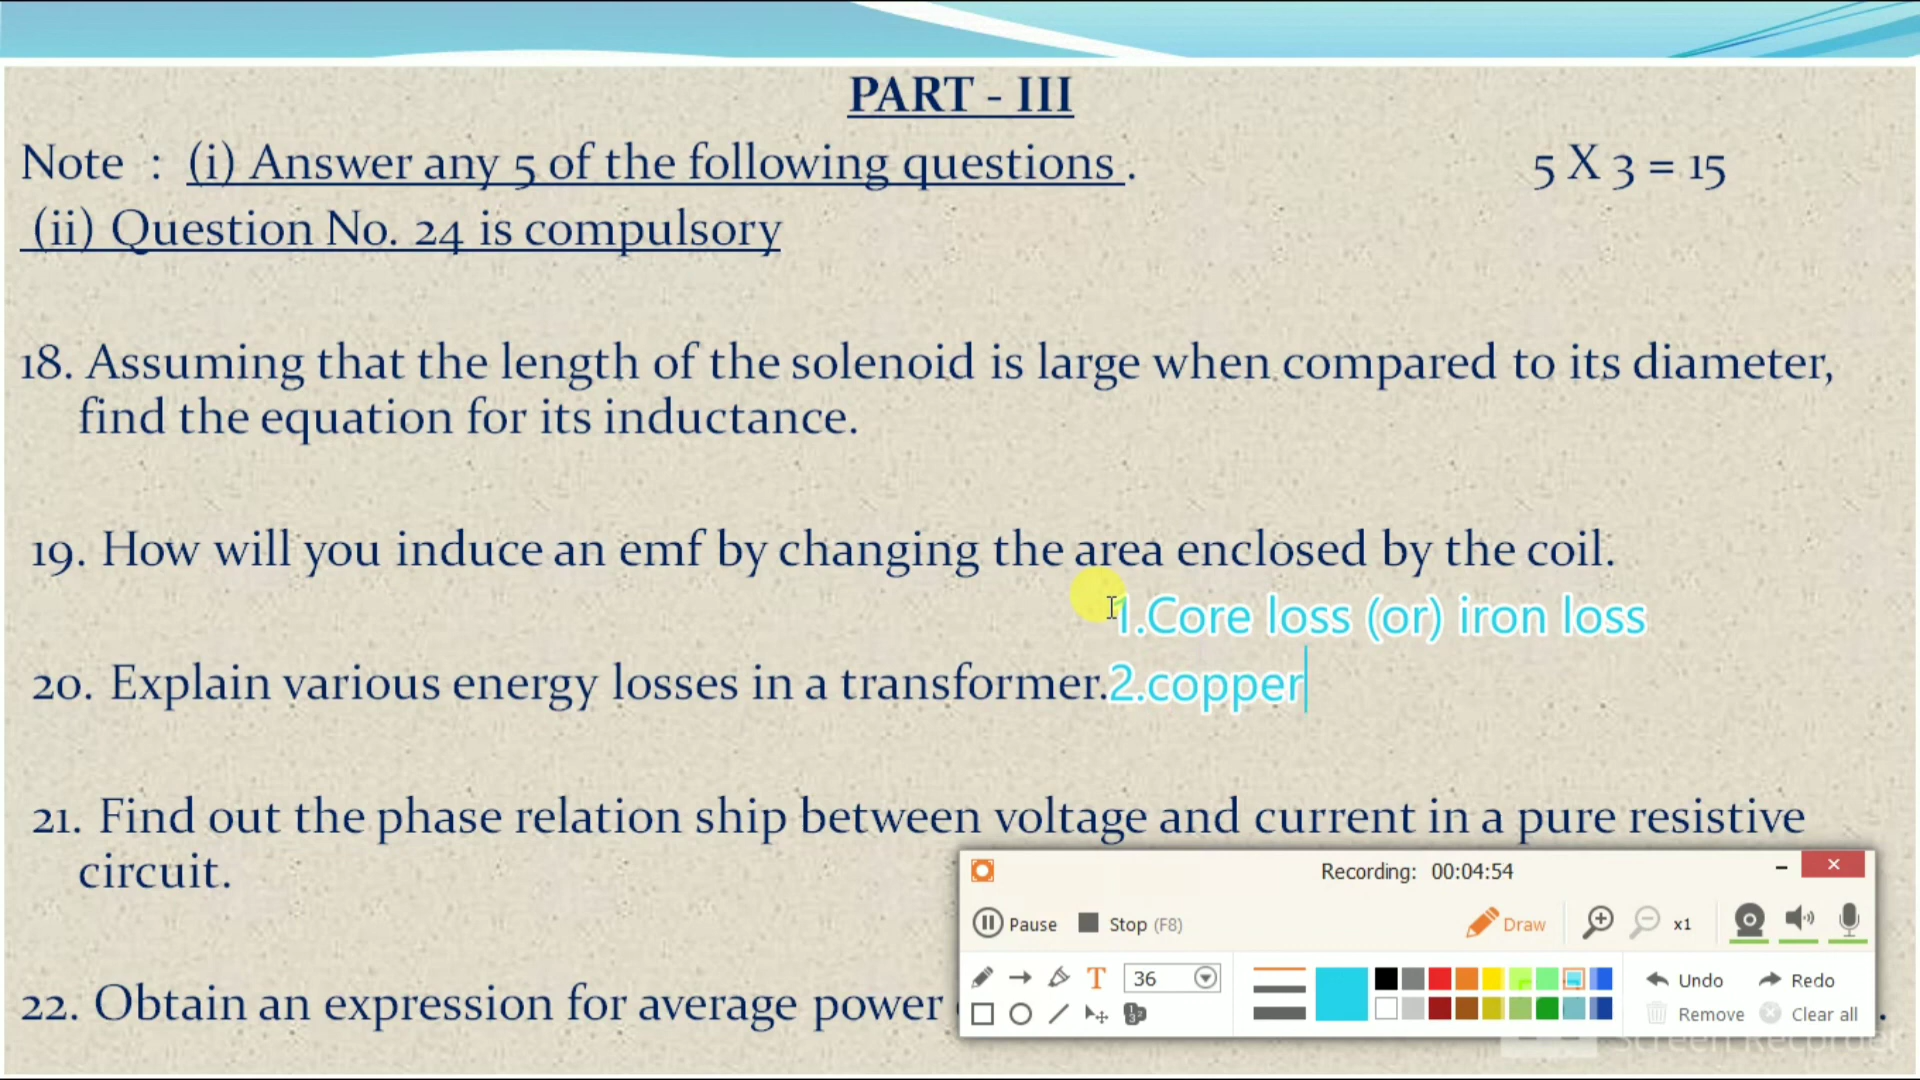 PART - III
Note : (i) Answer any 5 of the following questions . 5 X 3 = 15
(ii) Question No. 24 is compulsory
18. Assuming that the length of the solenoid is large when compared to its diameter,
find the equation for its inductance.
19. How will you induce an emf by changing the area enclosed by the coil.
1.Core loss (or) iron loss
20. Explain various energy losses in a transformer.2.copper
21. Find out the phase relation ship between voltage and current in a pure resistive
circuit.
Recording: 00:04:54
Pause Stop (F8) Draw x1
T 36 Undo Redo
22. Obtain an expression for average power
Remove Clear all
Screen Recorder